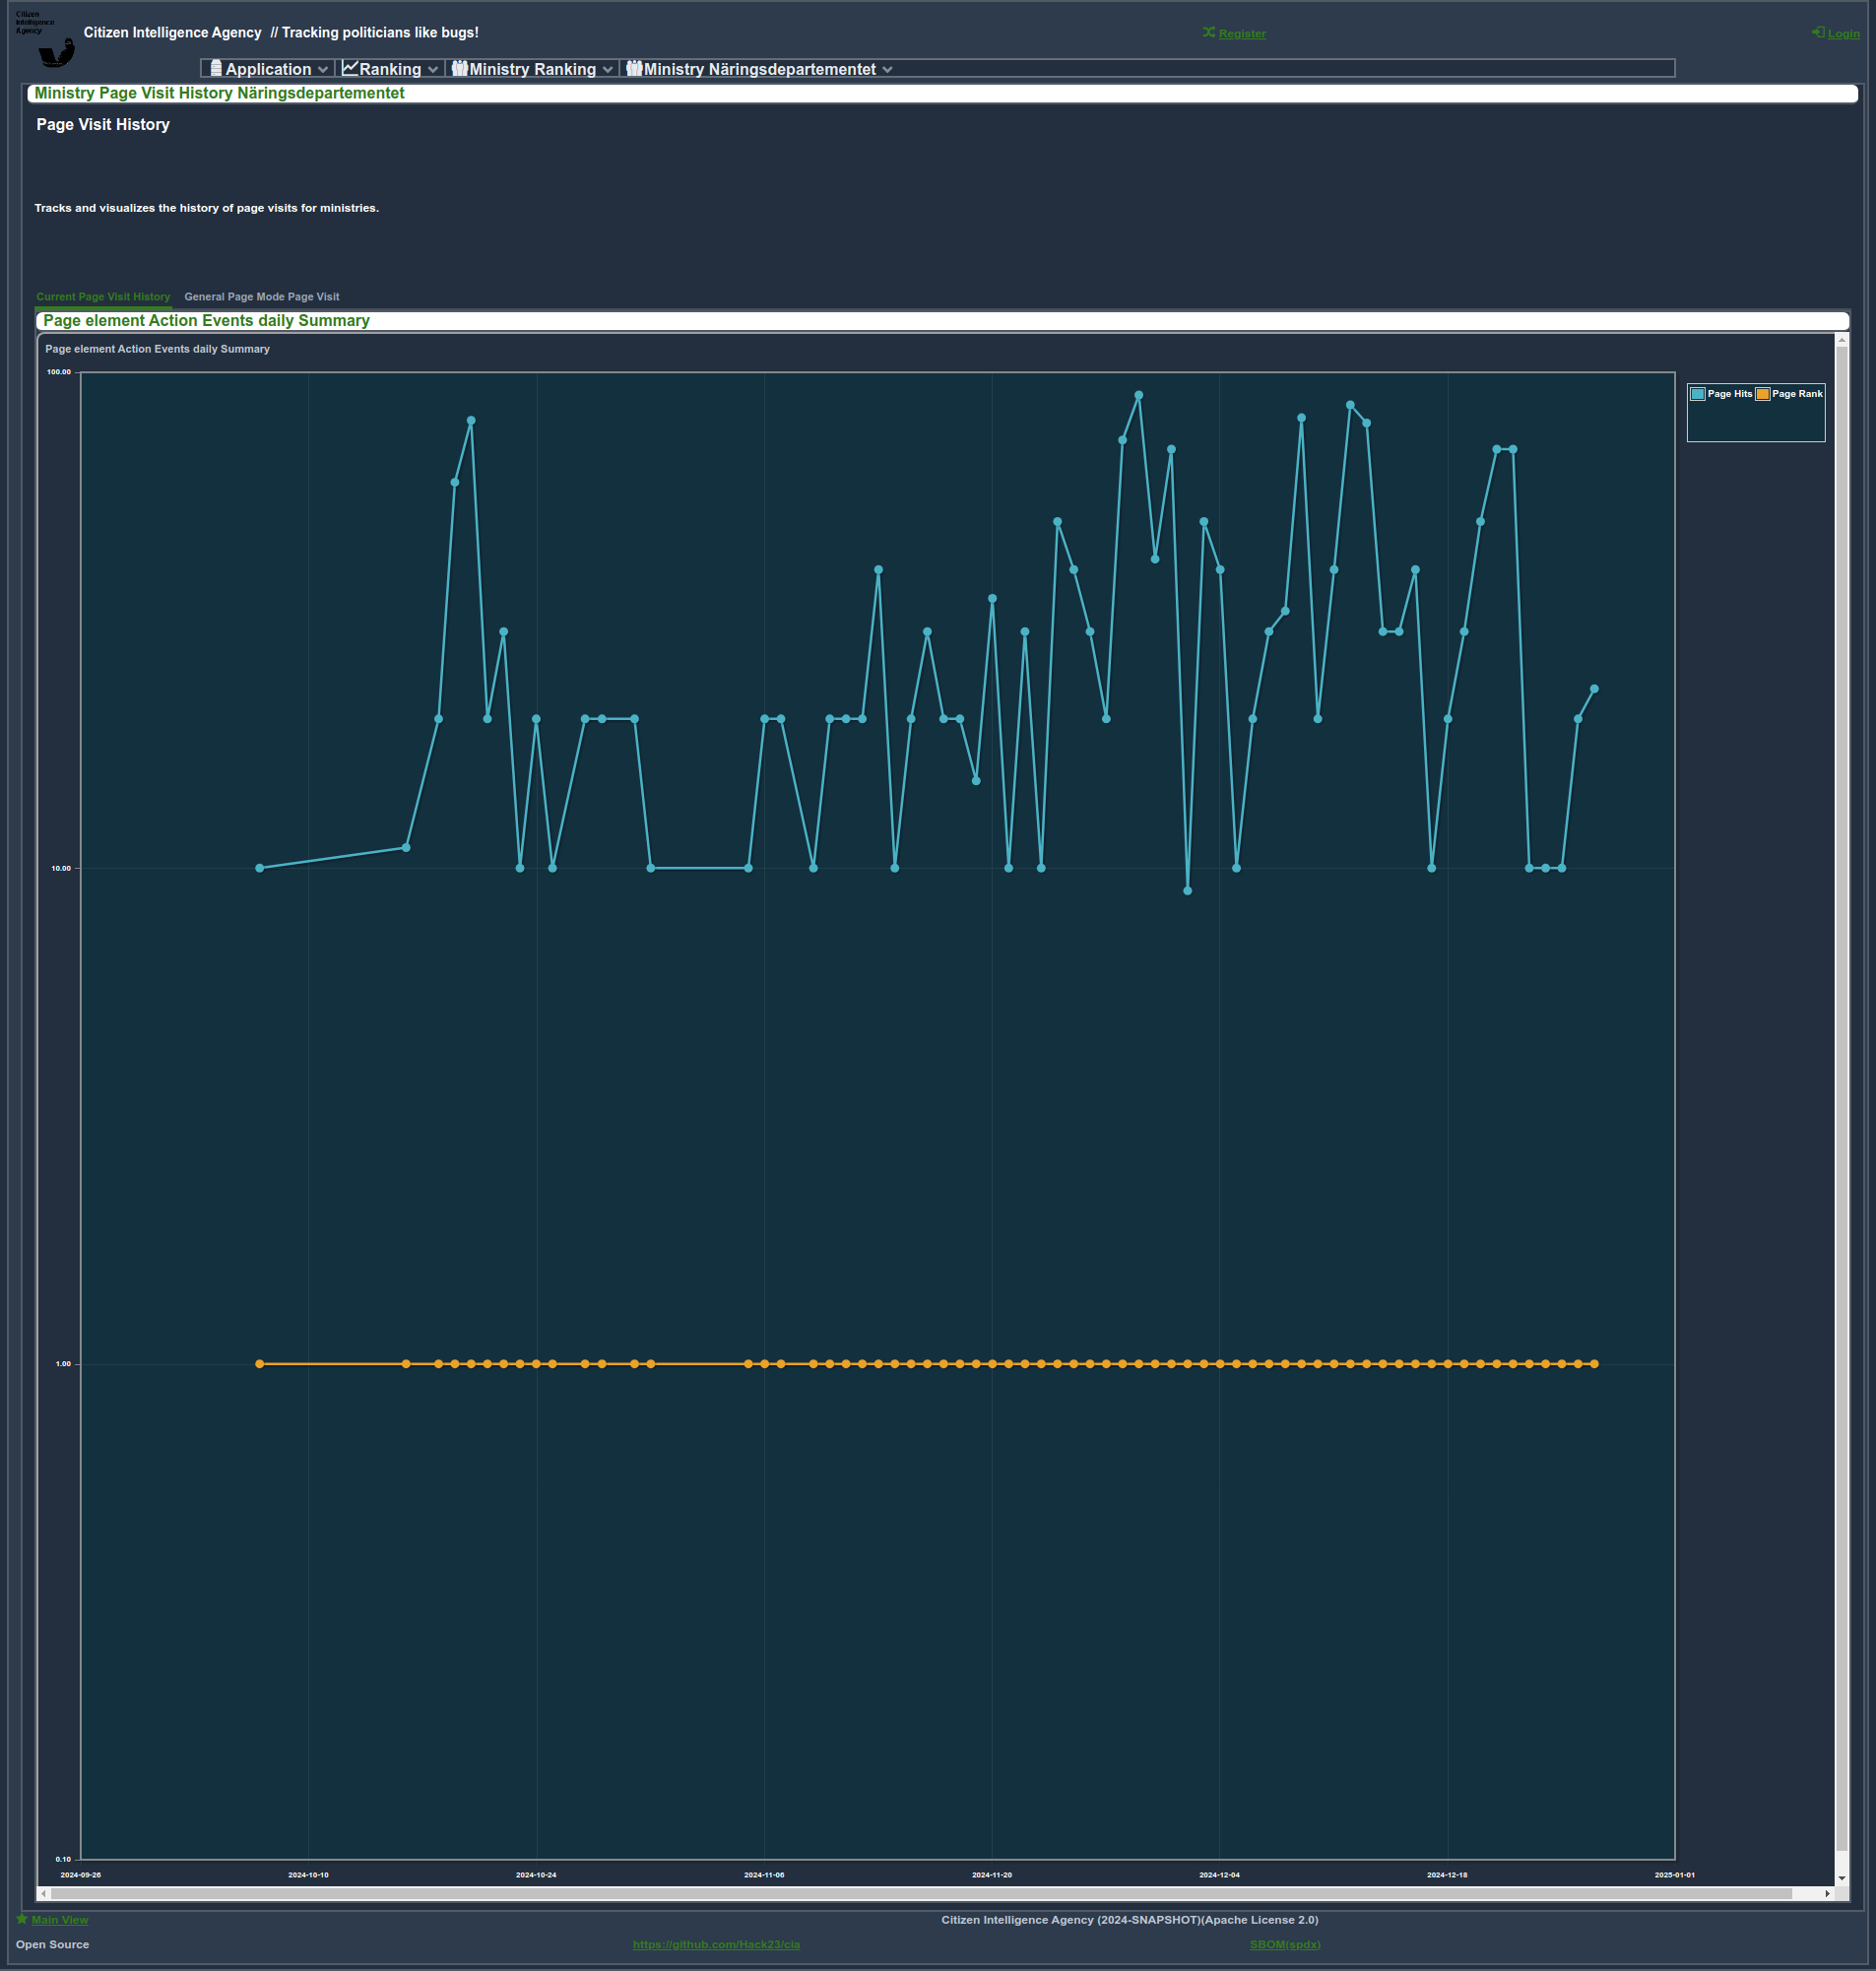 Citizen
Intelligence
Agency
Citizen Intelligence Agency // Tracking politicians like bugs!
Register
Login
Application
Ranking
Ministry Ranking
Ministry Näringsdepartementet
Ministry Page Visit History Näringsdepartementet
Page Visit History
Tracks and visualizes the history of page visits for ministries.
Current Page Visit History
General Page Mode Page Visit
Page element Action Events daily Summary
Page element Action Events daily Summary
100.00
Page Hits
Page Rank
10.00
1.00
0.10
2024-09-26
2024-10-10
2024-10-24
2024-11-06
2024-11-20
2024-12-04
2024-12-18
2025-01-01
Main View
Citizen Intelligence Agency (2024-SNAPSHOT)(Apache License 2.0)
Open Source
https://github.com/Hack23/cia
SBOM(spdx)